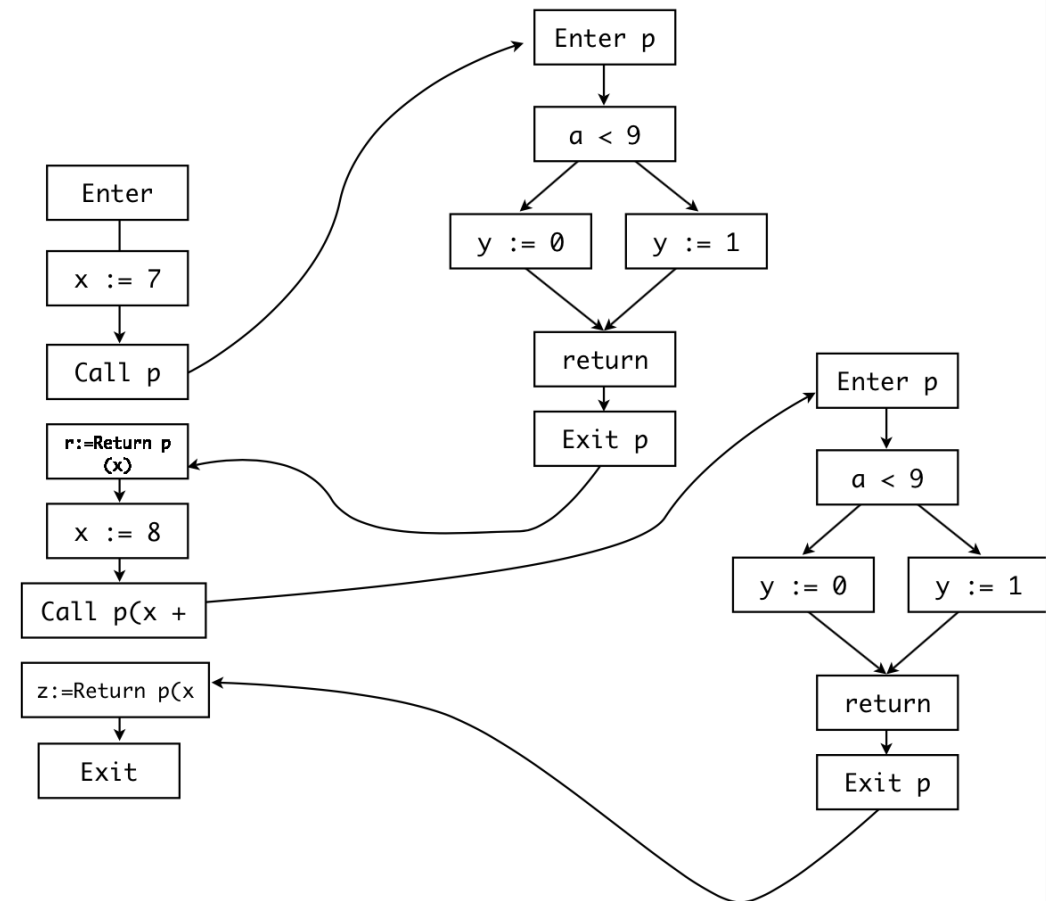 Enter
x := 7
Call p
r:=Return p
(x)
x := 8
Call p(x +
z:=Return p(x
Exit
Enter p
a < 9
y := 0
y := 1
return
Exit p
Enter p
a < 9
y := 0
y := 1
return
Exit p